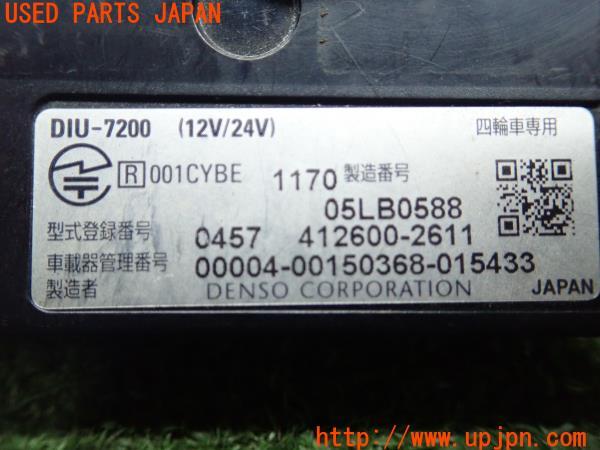 USED PARTS JAPAN
DIU-7200 (12V/24V) 四輪車専用
R 001CYBE 1170 製造番号
05LB0588
型式登録番号 0457 412600-2611
車載器管理番号 00004-00150368-015433
製造者 DENSO CORPORATION JAPAN
http://www.upjpn.com